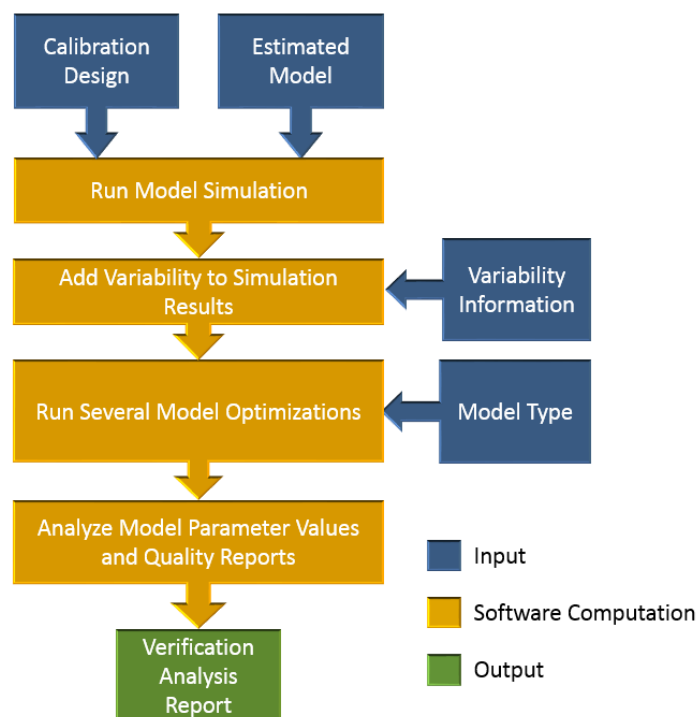 Calibration
Design
Estimated
Model
Run Model Simulation
Add Variability to Simulation
Results
Variability
Information
Run Several Model Optimizations
Model Type
Analyze Model Parameter Values
and Quality Reports
Verification
Analysis
Report
Input
Software Computation
Output